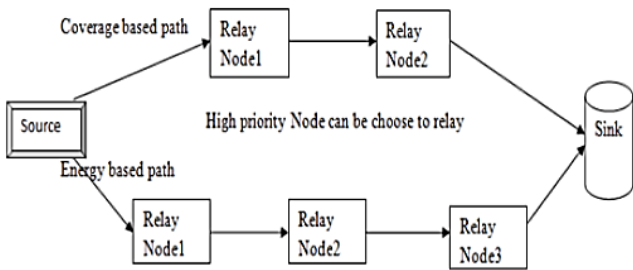 Coverage based path
Relay
Node1
Relay
Node2
Source
High priority Node can be choose to relay
Sink
Energy based path
Relay
Node1
Relay
Node2
Relay
Node3